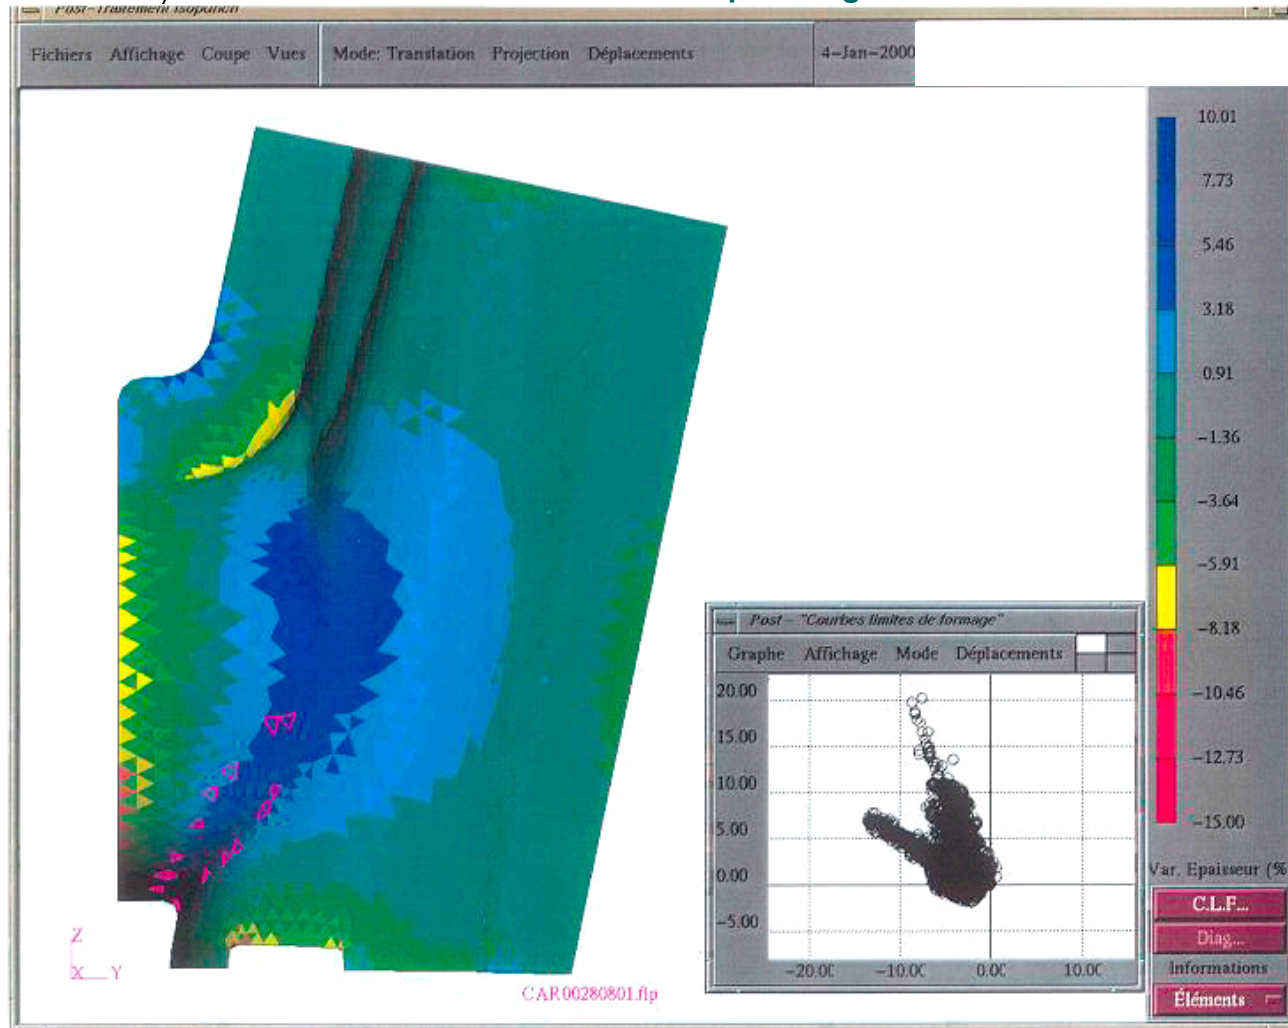 Post-Traitement Isopunch
Fichiers Affichage Coupe Vues Mode: Translation Projection Déplacements 4-Jan-2000
10.01
7.73
5.46
3.18
0.91
-1.36
-3.64
-5.91
-8.18
-10.46
-12.73
-15.00
Var. Epaisseur (%
C.L.F...
Diag...
Informations
Éléments
Post - "Courbes limites de formage"
Graphe Affichage Mode Déplacements
20.00
15.00
10.00
5.00
0.00
-5.00
-20.00 -10.00 0.00 10.00
Z
X Y
CAR00280801.flp